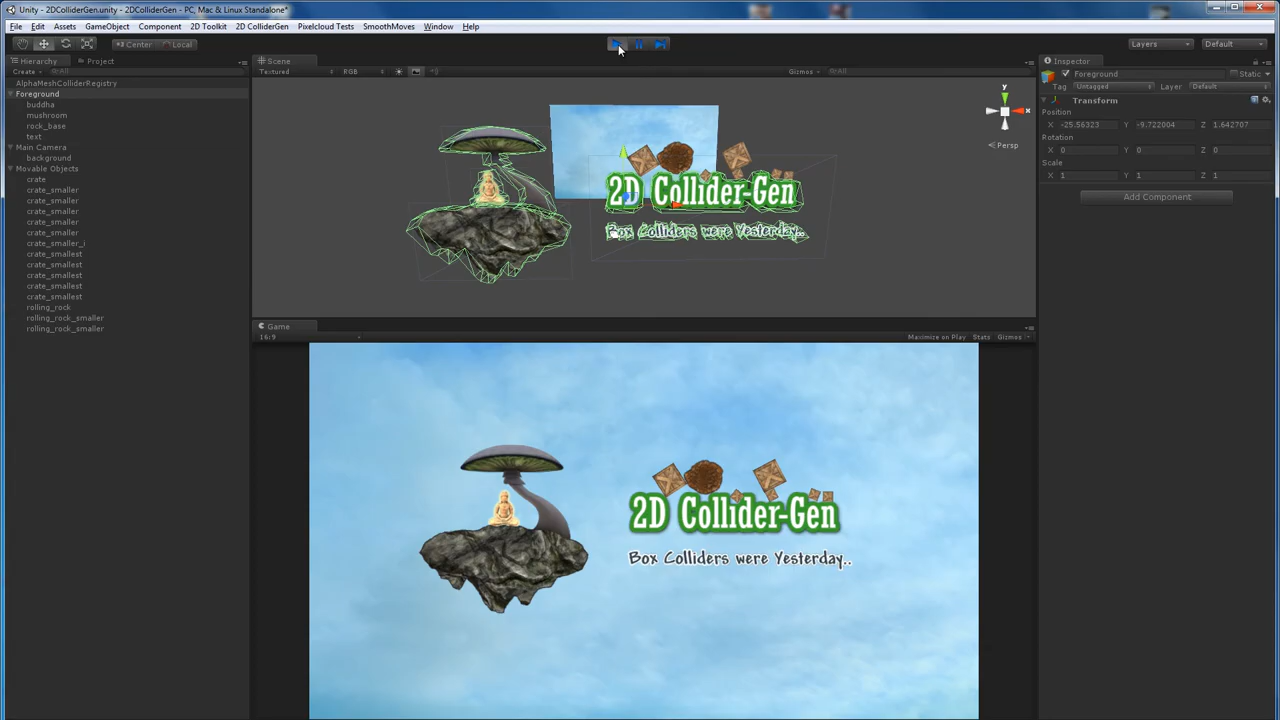 Unity - 2DColliderGen.unity - 2DColliderGen - PC, Mac & Linux Standalone*
File Edit Assets GameObject Component 2D Toolkit 2D ColliderGen Pixelcloud Tests SmoothMoves Window Help
Center Local Layers Default
Hierarchy Project Scene Inspector
Create All Textured RGB Gizmos All Foreground Static
AlphaMeshColliderRegistry Tag Untagged Layer Default
Foreground Transform
buddha Position
mushroom X -25.56323 Y -9.722004 Z 1.642707
rock_base Rotation
text X 0 Y 0 Z 0
Main Camera Scale
background X 1 Y 1 Z 1
Movable Objects Add Component
crate
crate_smaller
crate_smaller
crate_smaller
crate_smaller
crate_smaller
crate_smaller_i
crate_smallest
crate_smallest
crate_smallest
crate_smallest
crate_smallest
rolling_rock
rolling_rock_smaller
rolling_rock_smaller
y
x
Persp
2D Collider-Gen
Box Colliders were Yesterday..
Game
16:9 Maximize on Play Stats Gizmos
2D Collider-Gen
Box Colliders were Yesterday..